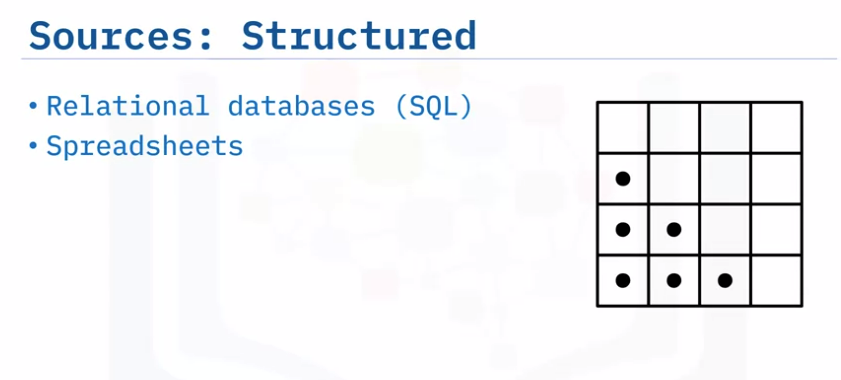 Sources: Structured
• Relational databases (SQL)
• Spreadsheets